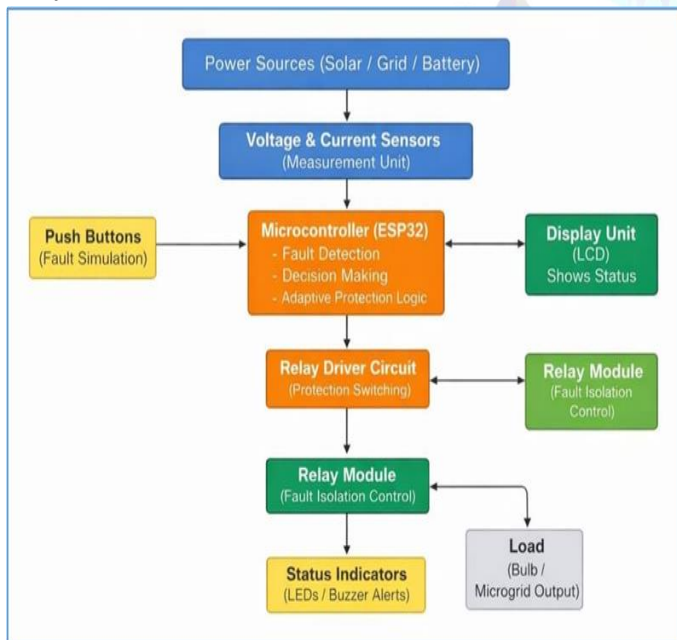 Power Sources (Solar / Grid / Battery)
Voltage & Current Sensors
(Measurement Unit)
Push Buttons
(Fault Simulation)
Microcontroller (ESP32)
- Fault Detection
- Decision Making
- Adaptive Protection Logic
Display Unit
(LCD)
Shows Status
Relay Driver Circuit
(Protection Switching)
Relay Module
(Fault Isolation
Control)
Relay Module
(Fault Isolation Control)
Load
(Bulb /
Microgrid Output)
Status Indicators
(LEDs / Buzzer Alerts)